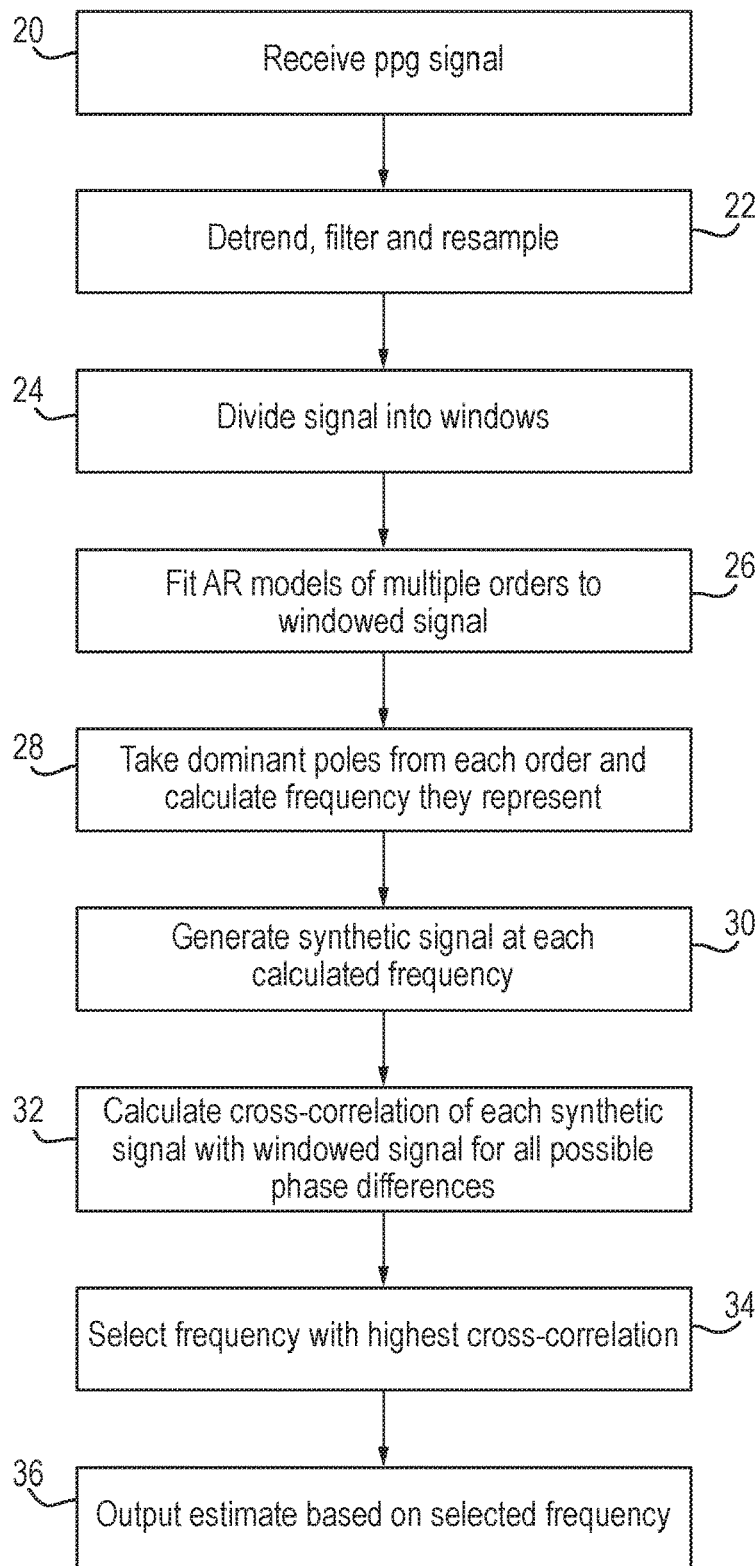 20
Receive ppg signal
Detrend, filter and resample
22
24
Divide signal into windows
Fit AR models of multiple orders to
windowed signal
26
28
Take dominant poles from each order and
calculate frequency they represent
Generate synthetic signal at each
calculated frequency
30
32
Calculate cross-correlation of each synthetic
signal with windowed signal for all possible
phase differences
Select frequency with highest cross-correlation
34
36
Output estimate based on selected frequency